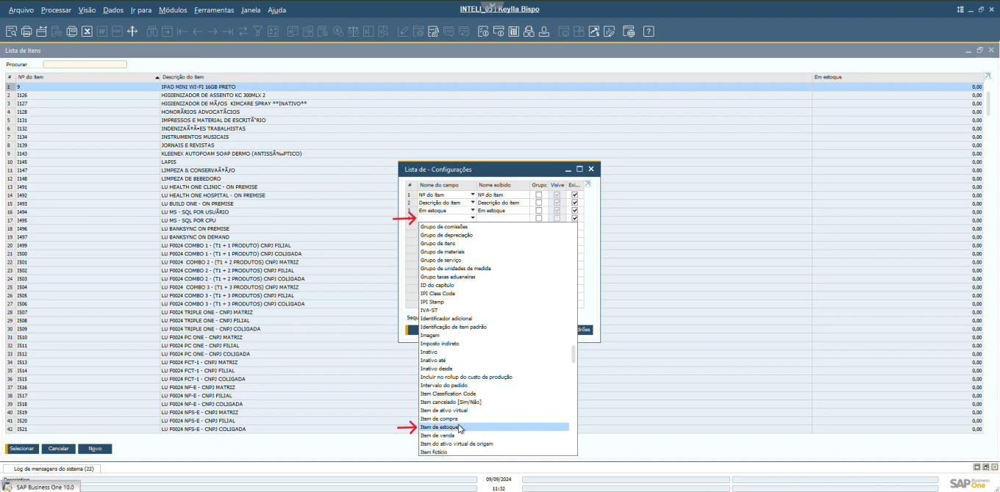 Arquivo Processar Visão Dados Ir para Módulos Ferramentas Janela Ajuda
INTELI_05 | Keylla Bispo
Lista de Itens
Procurar
# Nº do item Descrição do item Em estoque
1 9 IPAD MINI WI-FI 16GB PRETO 0,00
2 I126 HIGIENIZADOR DE ASSENTO KC 300MLX 2 0,00
3 I127 HIGIENIZADOR DE MÃƒOS KIMCARE SPRAY **INATIVO** 0,00
4 I128 HONORÃRIOS ADVOCATÃCIOS 0,00
5 I131 IMPRESSOS E MATERIAL DE ESCRITÃ"RIO 0,00
6 I132 INDENIZAÃ‡Ã•ES TRABALHISTAS 0,00
7 I134 INSTRUMENTOS MUSICAIS 0,00
8 I139 JORNAIS E REVISTAS 0,00
9 I143 KLEENEX AUTOFOAM SOAP DERMO (ANTISSÃ‰PTICO) 0,00
10 I145 LAPIS 0,00
11 I147 LIMPEZA & CONSERVAÃ‡ÃƒO 0,00
12 I148 LIMPEZA DE BEBEDORO 0,00
13 I491 LU HEALTH ONE CLINIC - ON PREMISE 0,00
14 I492 LU HEALTH ONE HOSPITAL - ON PREMISE 0,00
15 I493 LU BUILD ONE - ON PREMISE 0,00
16 I494 LU MS - SQL POR USUÃRIO 0,00
17 I495 LU MS - SQL POR CPU 0,00
18 I496 LU BANKSYNC ON PREMISE 0,00
19 I497 LU BANKSYNC ON DEMAND 0,00
20 I499 LU F0024 COMBO 1 - (T1 + 1 PRODUTO) CNPJ FILIAL 0,00
21 I500 LU F0024 COMBO 1 - (T1 + 1 PRODUTO) CNPJ COLIGADA 0,00
22 I501 LU F0024 COMBO 2 - (T1 + 2 PRODUTOS) CNPJ MATRIZ 0,00
23 I502 LU F0024 COMBO 2 - (T1 + 2 PRODUTOS) CNPJ FILIAL 0,00
24 I503 LU F0024 COMBO 2 - (T1 + 2 PRODUTOS) CNPJ COLIGADA 0,00
25 I504 LU F0024 COMBO 3 - (T1 + 3 PRODUTOS) CNPJ MATRIZ 0,00
26 I505 LU F0024 COMBO 3 - (T1 + 3 PRODUTOS) CNPJ FILIAL 0,00
27 I506 LU F0024 COMBO 3 - (T1 + 3 PRODUTOS) CNPJ COLIGADA 0,00
28 I507 LU F0024 TRIPLE ONE - CNPJ MATRIZ 0,00
29 I508 LU F0024 TRIPLE ONE - CNPJ FILIAL 0,00
30 I509 LU F0024 TRIPLE ONE - CNPJ COLIGADA 0,00
31 I510 LU F0024 PC ONE - CNPJ MATRIZ 0,00
32 I511 LU F0024 PC ONE - CNPJ FILIAL 0,00
33 I512 LU F0024 PC ONE - CNPJ COLIGADA 0,00
34 I513 LU F0024 FCT-1 - CNPJ MATRIZ 0,00
35 I514 LU F0024 FCT-1 - CNPJ FILIAL 0,00
36 I515 LU F0024 FCT-1 - CNPJ COLIGADA 0,00
37 I516 LU F0024 NF-E - CNPJ MATRIZ 0,00
38 I517 LU F0024 NF-E - CNPJ FILIAL 0,00
39 I518 LU F0024 NF-E - CNPJ COLIGADA 0,00
40 I519 LU F0024 NFS-E - CNPJ MATRIZ 0,00
41 I520 LU F0024 NFS-E - CNPJ FILIAL 0,00
42 I521 LU F0024 NFS-E - CNPJ COLIGADA 0,00
Lista de - Configurações
# Nome do campo Nome exibido Grupo Visíve Exi...
1 Nº do item Nº do item
2 Descrição do item Descrição do item
3 Em estoque Em estoque
Grupo de comissões
Grupo de depreciação
Grupo de itens
Grupo de materiais
Grupo de serviço
Grupo de unidades de medida
Grupo taxas aduaneiras
ID do capítulo
IPI Class Code
IPI Stamp
IVA-ST
Identificador adicional
Identificação de item padrão
Imagem
Imposto indireto
Inativo
Inativo até
Inativo desde
Incluir no rollup do custo de produção
Intervalo do pedido
Item Classification Code
Item cancelado [Sim/Não]
Item de ativo virtual
Item de compra
Item de estoque
Item de venda
Item do ativo virtual de origem
Item fictício
Sequ
drões
Selecionar Cancelar Novo
Log de mensagens do sistema (22)
Description
09/09/2024
11:32
SAP Business One 10.0
SAP Business One